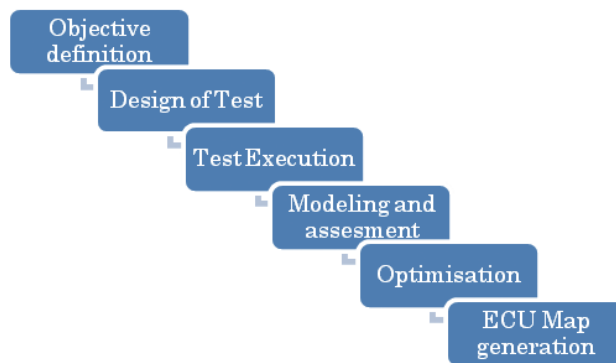 Objective
definition
Design of Test
Test Execution
Modeling and
assesment
Optimisation
ECU Map
generation